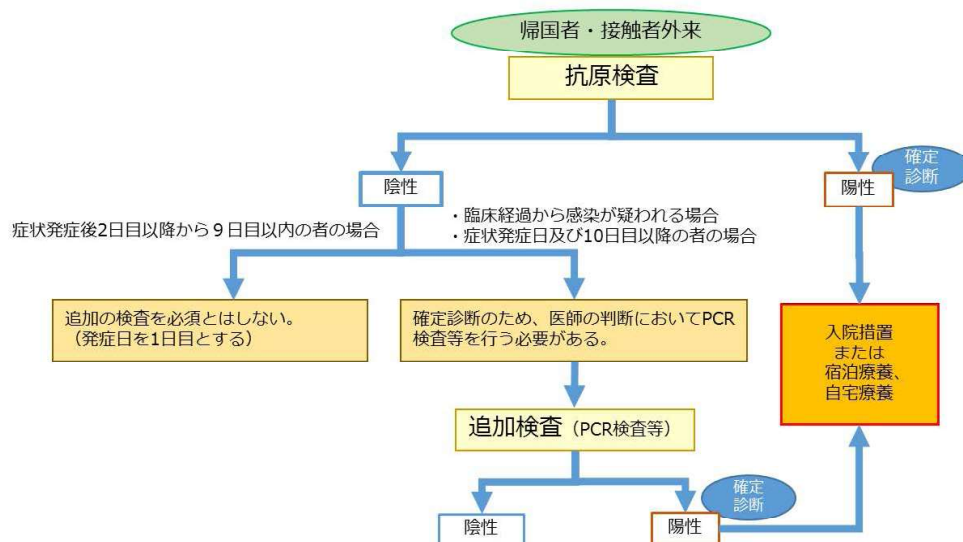 帰国者・接触者外来
抗原検査
確定
診断
陰性
陽性
症状発症後2日目以降から９日目以内の者の場合
・臨床経過から感染が疑われる場合
・症状発症日及び10日目以降の者の場合
追加の検査を必須とはしない。
（発症日を1日目とする）
確定診断のため、医師の判断においてPCR
検査等を行う必要がある。
入院措置
または
宿泊療養、
自宅療養
追加検査（PCR検査等）
確定
診断
陰性
陽性